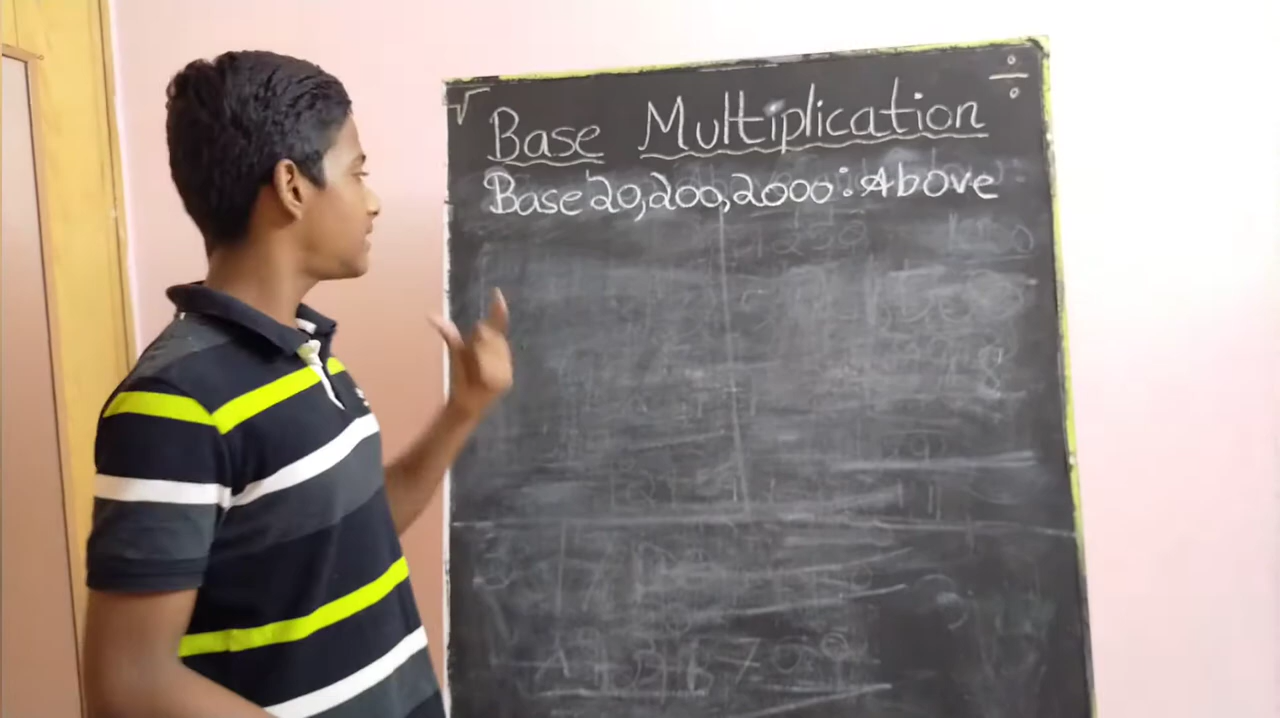 √ ÷
Base Multiplication
Base 20,200,2000: Above